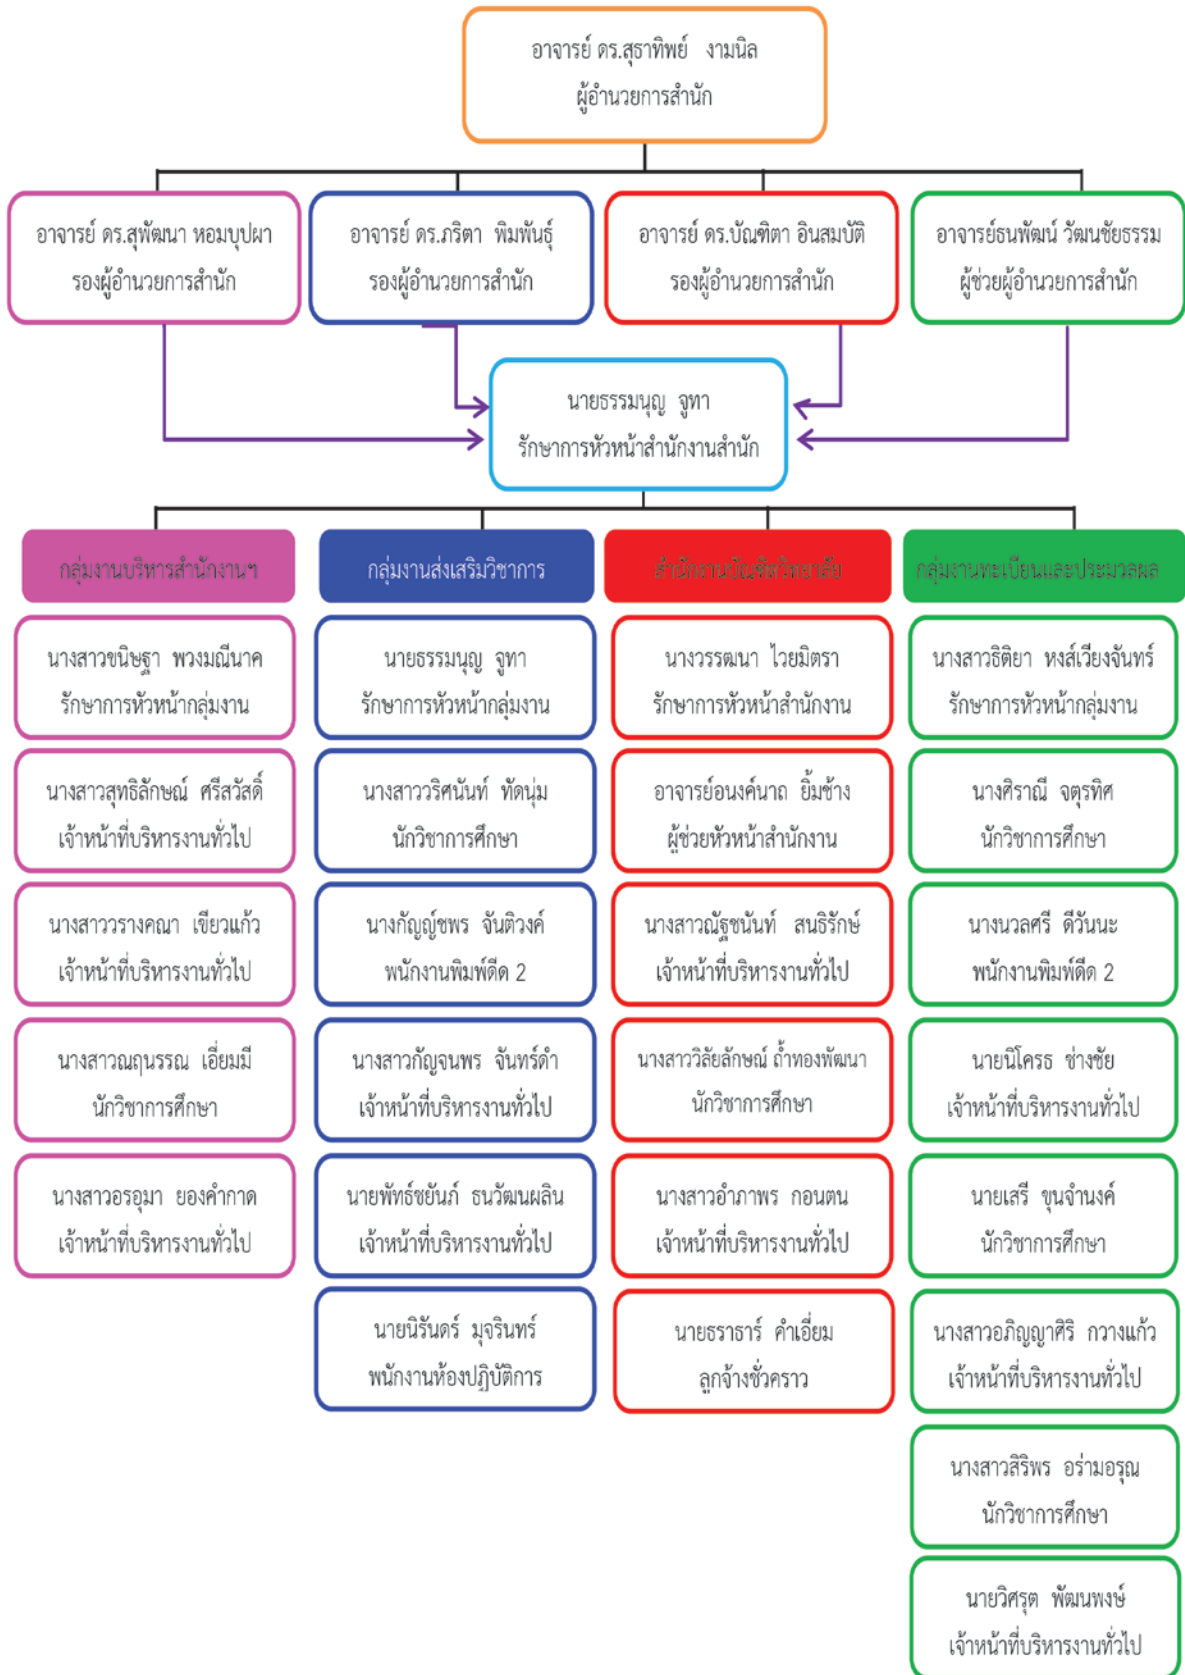 อาจารย์ ดร.สุธาทิพย์ งามนิล
ผู้อำนวยการสำนัก
อาจารย์ ดร.สุพัฒนา หอมบุปผา
รองผู้อำนวยการสำนัก
อาจารย์ ดร.ภริตา พิมพันธุ์
รองผู้อำนวยการสำนัก
อาจารย์ ดร.บัณฑิตา อินสมบัติ
รองผู้อำนวยการสำนัก
อาจารย์ธนพัฒน์ วัฒนชัยธรรม
ผู้ช่วยผู้อำนวยการสำนัก
นายธรรมนุญ จูทา
รักษาการหัวหน้าสำนักงานสำนัก
กลุ่มงานบริหารสำนักงานฯ
นางสาวขนิษฐา พวงมณีนาค
รักษาการหัวหน้ากลุ่มงาน
นางสาวสุทธิลักษณ์ ศรีสวัสดิ์
เจ้าหน้าที่บริหารงานทั่วไป
นางสาววรางคณา เขียวแก้ว
เจ้าหน้าที่บริหารงานทั่วไป
นางสาวณฤนรรณ เอี่ยมมี
นักวิชาการศึกษา
นางสาวอรอุมา ยองคำกาด
เจ้าหน้าที่บริหารงานทั่วไป
กลุ่มงานส่งเสริมวิชาการ
นายธรรมนุญ จูทา
รักษาการหัวหน้ากลุ่มงาน
นางสาววริศนันท์ ทัดนุ่ม
นักวิชาการศึกษา
นางกัญญ์ชพร จันติวงค์
พนักงานพิมพ์ดีด 2
นางสาวกัญจนพร จันทร์ดำ
เจ้าหน้าที่บริหารงานทั่วไป
นายพัทธ์ชยันภ์ ธนวัฒนผลิน
เจ้าหน้าที่บริหารงานทั่วไป
นายนิรันดร์ มุจรินทร์
พนักงานห้องปฏิบัติการ
สำนักงานบัณฑิตวิทยาลัย
นางวรรฒนา ไวยมิตรา
รักษาการหัวหน้าสำนักงาน
อาจารย์อนงค์นาถ ยิ้มช้าง
ผู้ช่วยหัวหน้าสำนักงาน
นางสาวณัฐชนันท์ สนธิรักษ์
เจ้าหน้าที่บริหารงานทั่วไป
นางสาววิลัยลักษณ์ ถ้ำทองพัฒนา
นักวิชาการศึกษา
นางสาวอำภาพร กอนตน
เจ้าหน้าที่บริหารงานทั่วไป
นายธราธาร์ คำเอี่ยม
ลูกจ้างชั่วคราว
กลุ่มงานทะเบียนและประมวลผล
นางสาวธิติยา หงส์เวียงจันทร์
รักษาการหัวหน้ากลุ่มงาน
นางศิราณี จตุรทิศ
นักวิชาการศึกษา
นางนวลศรี ดีวันนะ
พนักงานพิมพ์ดีด 2
นายนิโครธ ช่างชัย
เจ้าหน้าที่บริหารงานทั่วไป
นายเสรี ขุนจำนงค์
นักวิชาการศึกษา
นางสาวอภิญญาศิริ กวางแก้ว
เจ้าหน้าที่บริหารงานทั่วไป
นางสาวสิริพร อร่ามอรุณ
นักวิชาการศึกษา
นายวิศรุต พัฒนพงษ์
เจ้าหน้าที่บริหารงานทั่วไป